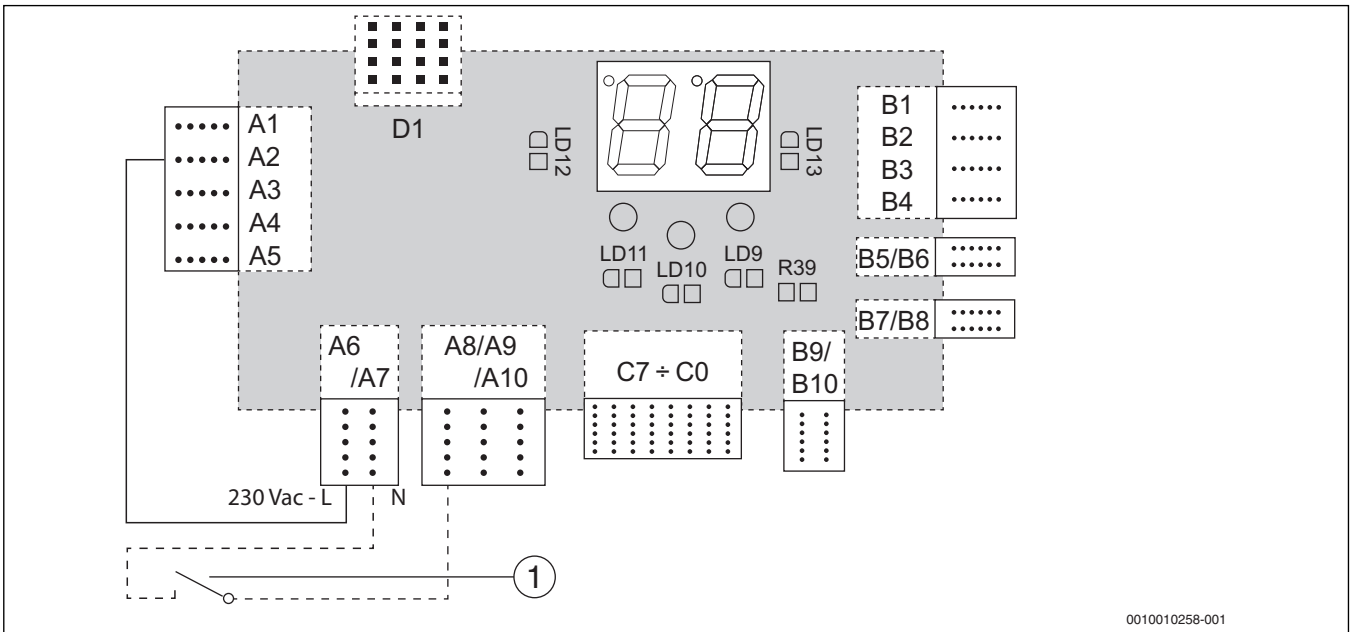 D1
A1
A2
A3
A4
A5
LD12
LD13
B1
B2
B3
B4
LD11
LD10
LD9
R39
B5/B6
B7/B8
A6
/A7
A8/A9
/A10
C7 ÷ C0
B9/
B10
230 Vac - L
N
1
0010010258-001